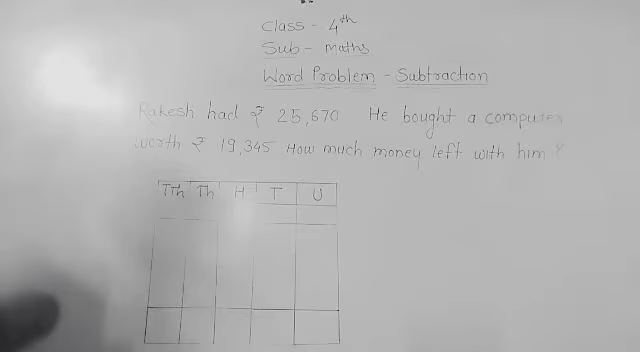 Class - 4th
Sub - maths
Word Problem - Subtraction
Rakesh had ₹ 25,670 He bought a computer
worth ₹ 19,345 How much money left with him ?
TTh Th H T U